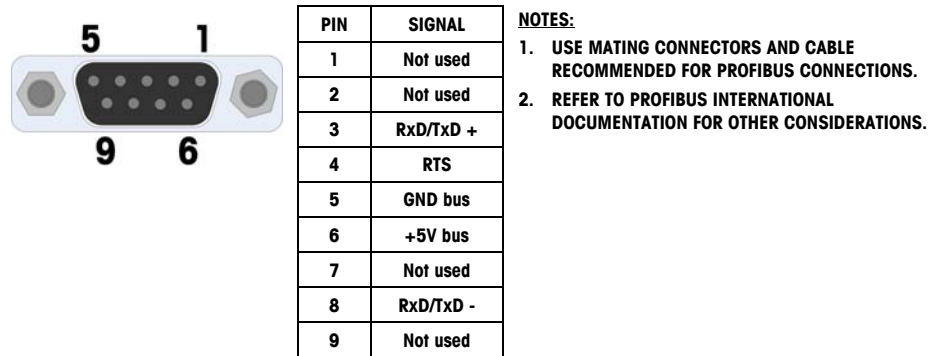 5 1
9 6
PIN SIGNAL
1 Not used
2 Not used
3 RxD/TxD +
4 RTS
5 GND bus
6 +5V bus
7 Not used
8 RxD/TxD -
9 Not used
NOTES:
1. USE MATING CONNECTORS AND CABLE
RECOMMENDED FOR PROFIBUS CONNECTIONS.
2. REFER TO PROFIBUS INTERNATIONAL
DOCUMENTATION FOR OTHER CONSIDERATIONS.